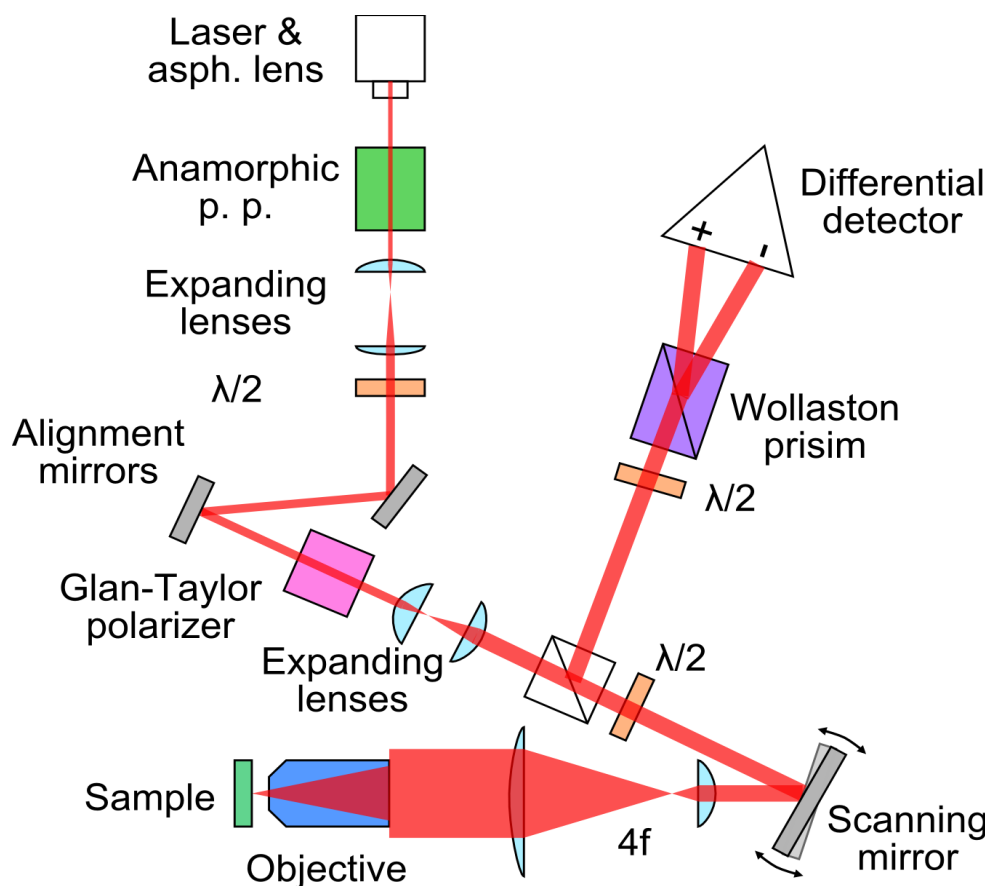 Laser &
asph. lens
Anamorphic
p. p.
Expanding
lenses
λ/2
Alignment
mirrors
Glan-Taylor
polarizer
Expanding
lenses
Differential
detector
+
-
Wollaston
prisim
λ/2
λ/2
Sample
Objective
4f
Scanning
mirror